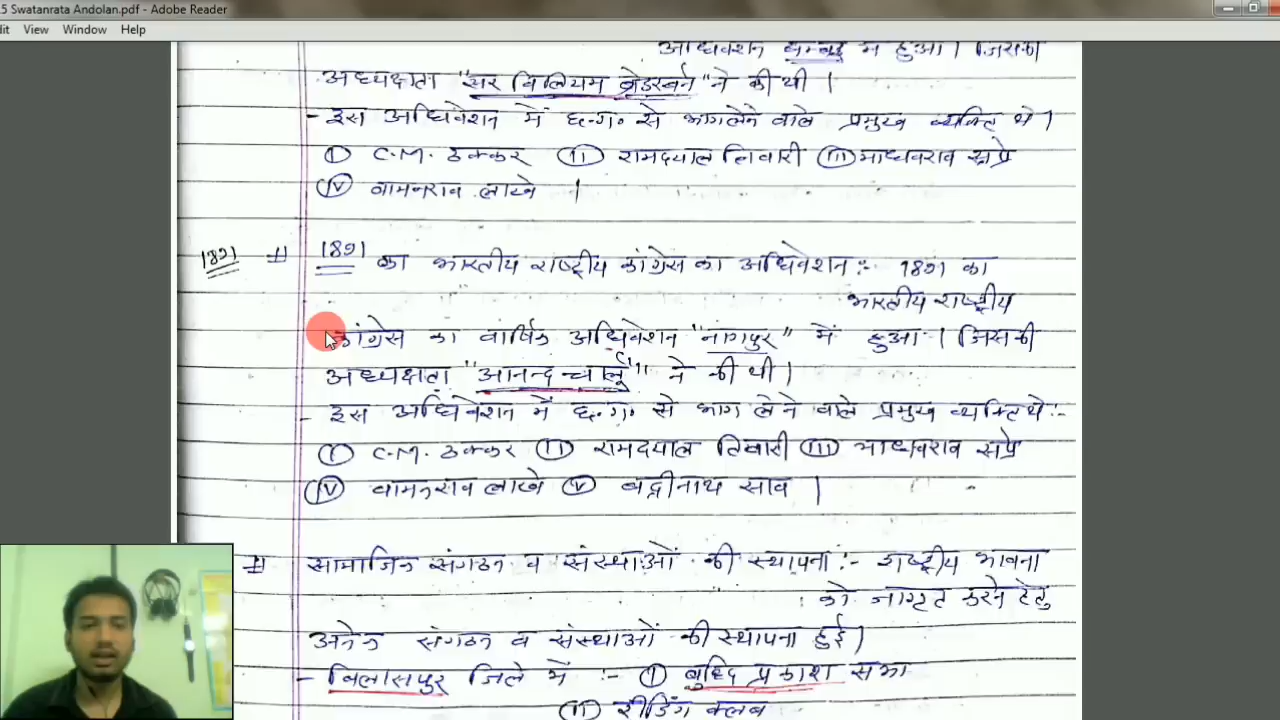 5 Swatanrata Andolan.pdf - Adobe Reader
dit View Window Help
अधिवेशन बम्बई में हुआ। जिसकी
अध्यक्षता "सर विलियम वेडरबर्न" ने की थी।
- इस अधिवेशन में छ.ग. से भागलेने वाले प्रमुख व्यक्ति थे।
I C.M. ठक्कर II रामदयाल तिवारी III माधवराव सप्रे
IV वामनराव लाखे।
1891 # 1891 का भारतीय राष्ट्रीय कांग्रेस का अधिवेशन :- 1891 का
भारतीय राष्ट्रीय
कांग्रेस का वार्षिक अधिवेशन "नागपुर" में हुआ। जिसकी
अध्यक्षता "आनन्द चार्लू" ने की थी।
- इस अधिवेशन में छ.ग. से भाग लेने वाले प्रमुख व्यक्ति थे:-
I C.M. ठक्कर II रामदयाल तिवारी III माधवराव सप्रे
IV वामनराव लाखे V बद्रीनाथ साव।
# सामाजिक संगठन व संस्थाओं की स्थापना :- राष्ट्रीय भावना
को जागृत करने हेतु
अनेक संगठन व संस्थाओं की स्थापना हुई।
- बिलासपुर जिले में :- I बुद्धि प्रकाश सभा
II रीडिंग क्लब